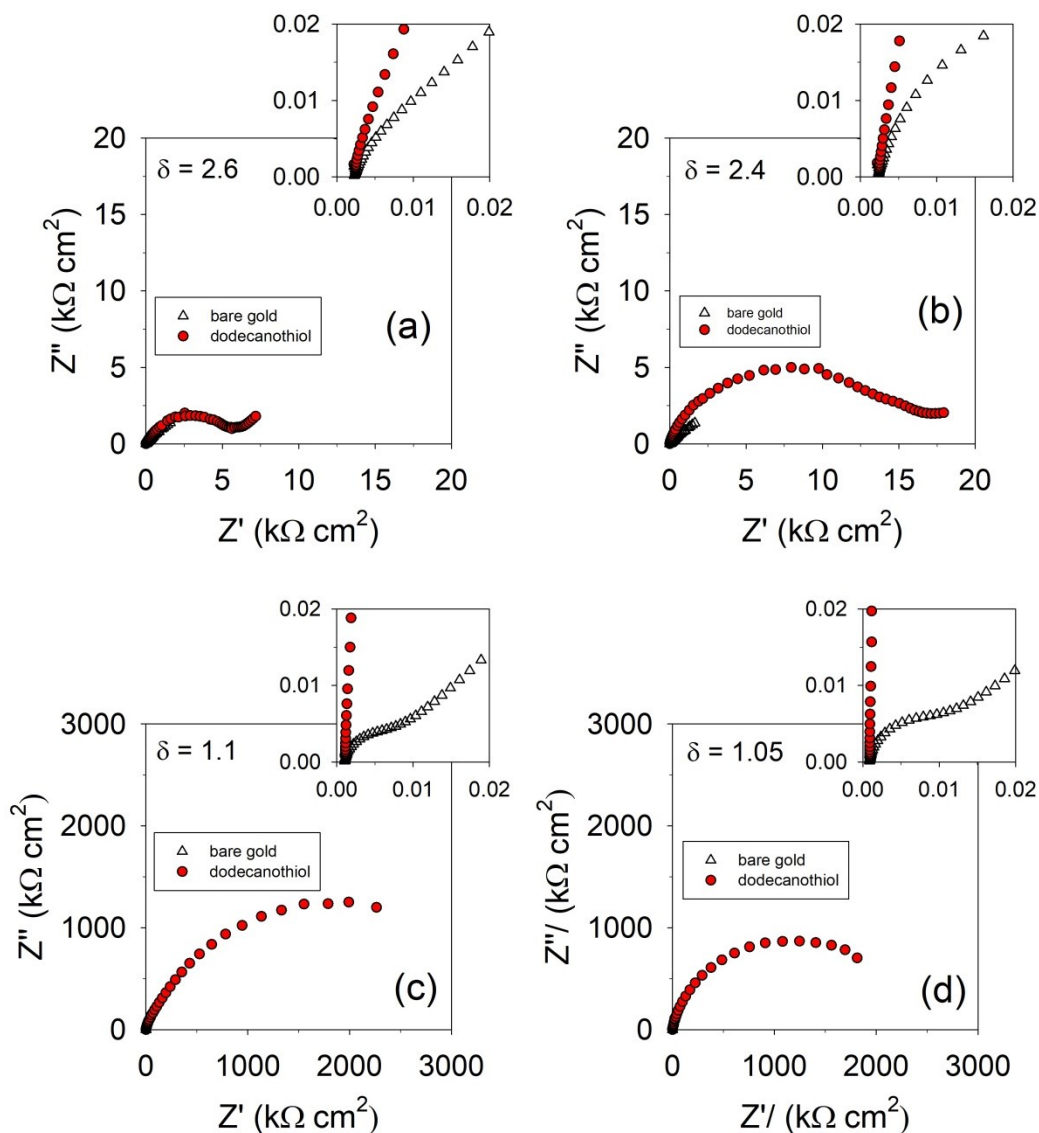 0.02
0.01
0.00
0.00 0.01 0.02
20
15
10
5
0
0 5 10 15 20
δ = 2.6
bare gold
dodecanothiol
(a)
Z'' (kΩ cm²)
Z' (kΩ cm²)
0.02
0.01
0.00
0.00 0.01 0.02
20
15
10
5
0
0 5 10 15 20
δ = 2.4
bare gold
dodecanothiol
(b)
Z'' (kΩ cm²)
Z' (kΩ cm²)
0.02
0.01
0.00
0.00 0.01 0.02
3000
2000
1000
0
0 1000 2000 3000
δ = 1.1
bare gold
dodecanothiol
(c)
Z'' (kΩ cm²)
Z' (kΩ cm²)
0.02
0.01
0.00
0.00 0.01 0.02
3000
2000
1000
0
0 1000 2000 3000
δ = 1.05
bare gold
dodecanothiol
(d)
Z''/ (kΩ cm²)
Z'/ (kΩ cm²)